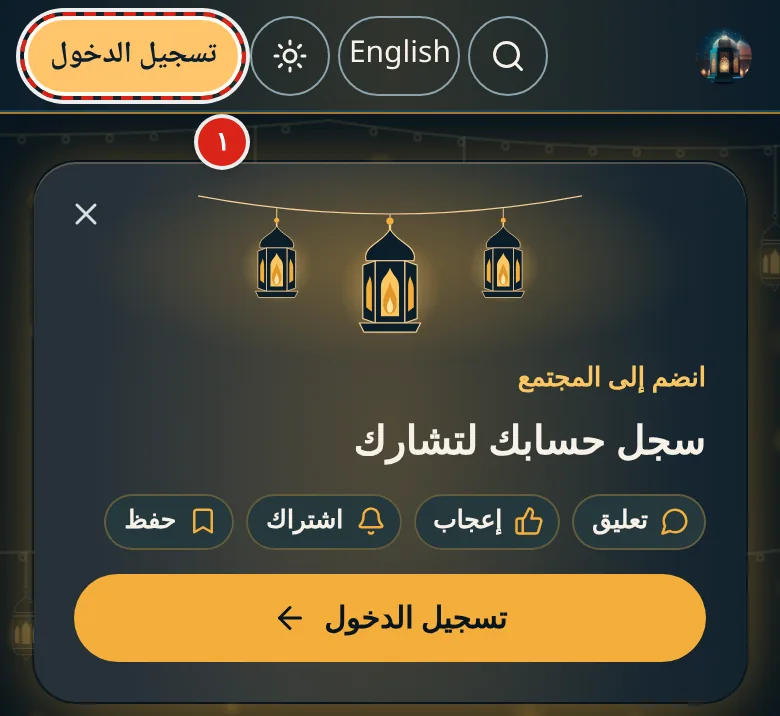 English
تسجيل الدخول
١
انضم إلى المجتمع
سجل حسابك لتشارك
تعليق
إعجاب
اشتراك
حفظ
تسجيل الدخول